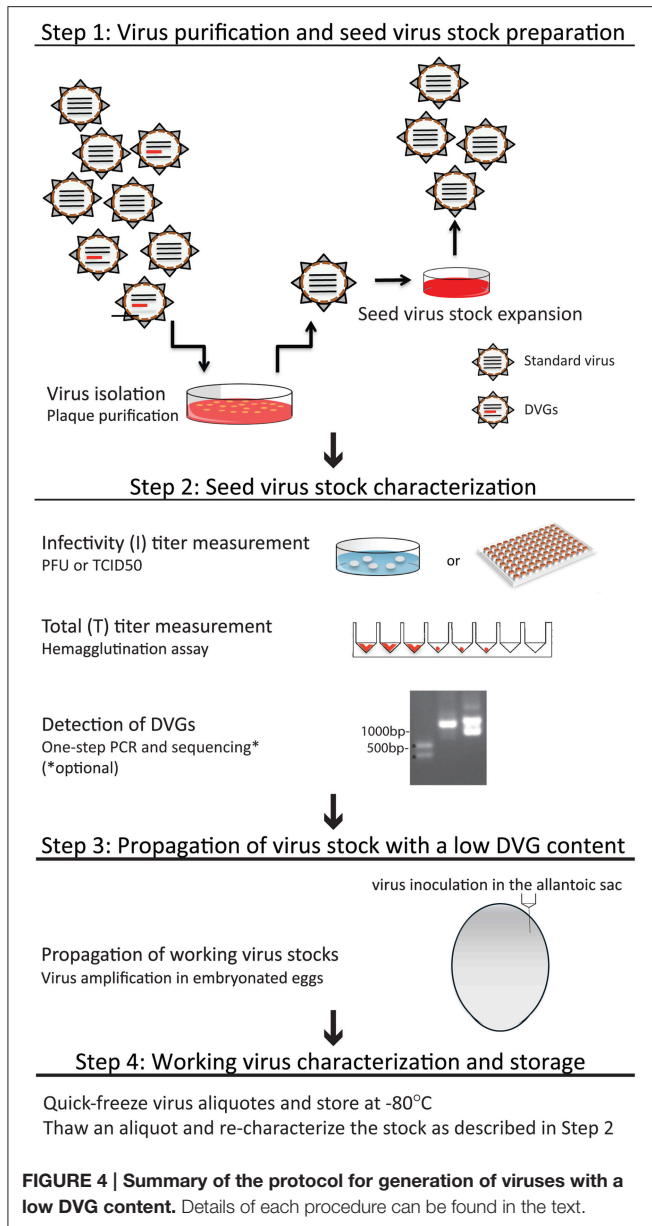 Step 1: Virus purification and seed virus stock preparation
Seed virus stock expansion
Standard virus
DVGs
Virus isolation
Plaque purification
Step 2: Seed virus stock characterization
Infectivity (I) titer measurement
PFU or TCID50
or
Total (T) titer measurement
Hemagglutination assay
Detection of DVGs
One-step PCR and sequencing*
(*optional)
1000bp-
500bp-
Step 3: Propagation of virus stock with a low DVG content
virus inoculation in the allantoic sac
Propagation of working virus stocks
Virus amplification in embryonated eggs
Step 4: Working virus characterization and storage
Quick-freeze virus aliquotes and store at -80°C
Thaw an aliquot and re-characterize the stock as described in Step 2
FIGURE 4 | Summary of the protocol for generation of viruses with a
low DVG content. Details of each procedure can be found in the text.